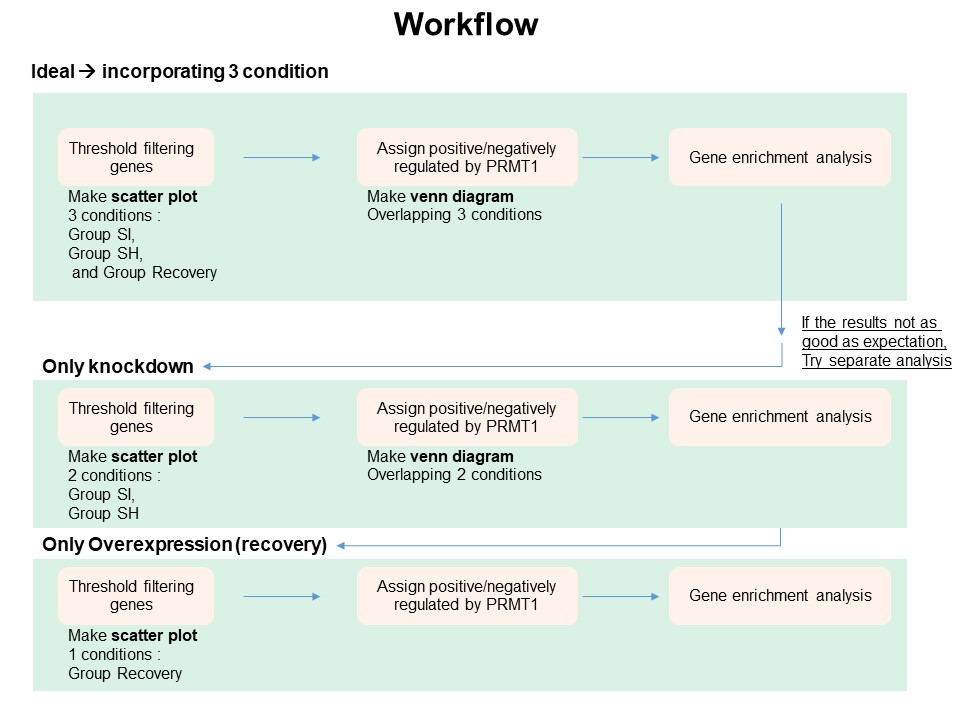 Workflow
Ideal → incorporating 3 condition
Threshold filtering
genes
Assign positive/negatively
regulated by PRMT1
Gene enrichment analysis
Make scatter plot
3 conditions :
Group SI,
Group SH,
and Group Recovery
Make venn diagram
Overlapping 3 conditions
If the results not as
good as expectation,
Try separate analysis
Only knockdown
Threshold filtering
genes
Assign positive/negatively
regulated by PRMT1
Gene enrichment analysis
Make scatter plot
2 conditions :
Group SI,
Group SH
Make venn diagram
Overlapping 2 conditions
Only Overexpression (recovery)
Threshold filtering
genes
Assign positive/negatively
regulated by PRMT1
Gene enrichment analysis
Make scatter plot
1 conditions :
Group Recovery